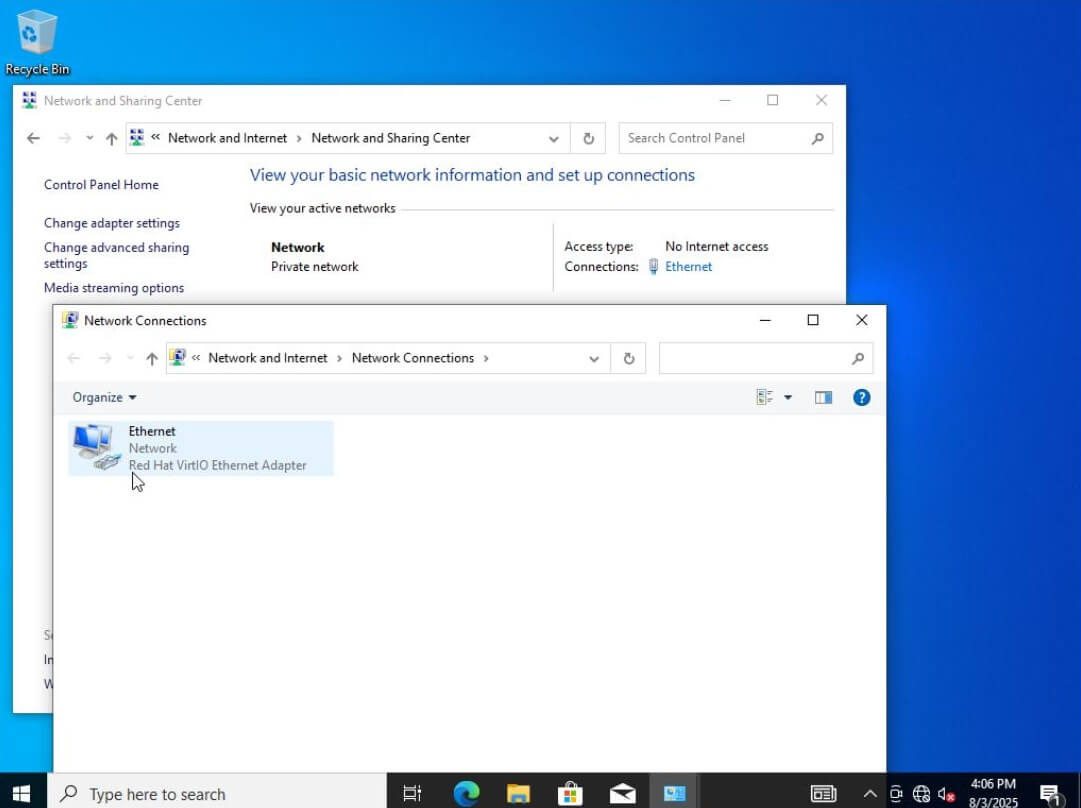 Recycle Bin
Network and Sharing Center
« Network and Internet › Network and Sharing Center
Search Control Panel
Control Panel Home
Change adapter settings
Change advanced sharing
settings
Media streaming options
View your basic network information and set up connections
View your active networks
Network
Private network
Access type: No Internet access
Connections: Ethernet
Network Connections
« Network and Internet › Network Connections ›
Organize
Ethernet
Network
Red Hat VirtIO Ethernet Adapter
Type here to search
4:06 PM
8/3/2025
1